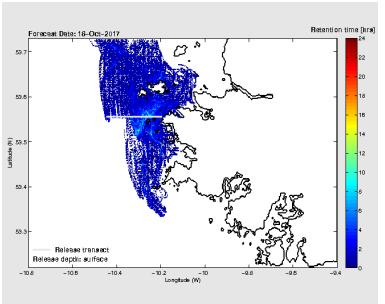 Forecast Date: -Oct-2017
Retention time [hrs]
24
22
20
18
16
14
12
10
8
6
4
2
0
53.7
53.6
53.5
53.4
53.3
Latitude (N)
Release transect
Release depth: surface
-10.8 -10.6 -10.4 -10.2 -10 -9.8 -9.6 -9.4
Longitude (W)